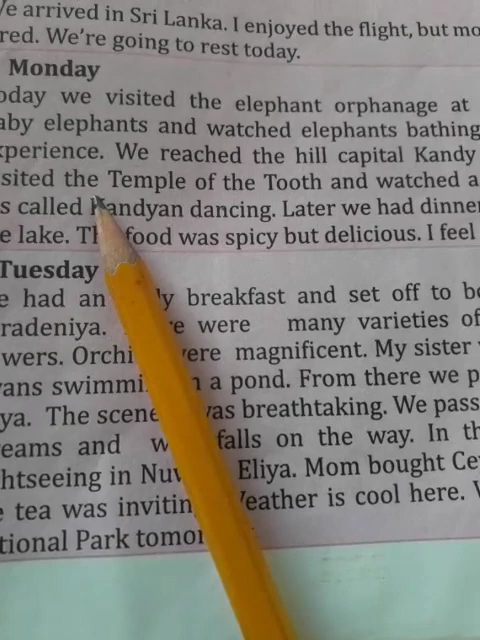 e arrived in Sri Lanka. I enjoyed the flight, but mo
red. We're going to rest today.
Monday
oday we visited the elephant orphanage at
aby elephants and watched elephants bathing
xperience. We reached the hill capital Kandy
sited the Temple of the Tooth and watched a
s called andyan dancing. Later we had dinne
e lake. Th food was spicy but delicious. I feel
Tuesday
e had an ly breakfast and set off to b
radeniya. e were many varieties of
wers. Orchi ere magnificent. My sister
ans swimmi n a pond. From there we p
ya. The scene was breathtaking. We pass
eams and w falls on the way. In th
htseeing in Nuw Eliya. Mom bought Ce
e tea was invitin Weather is cool here.
tional Park tomor